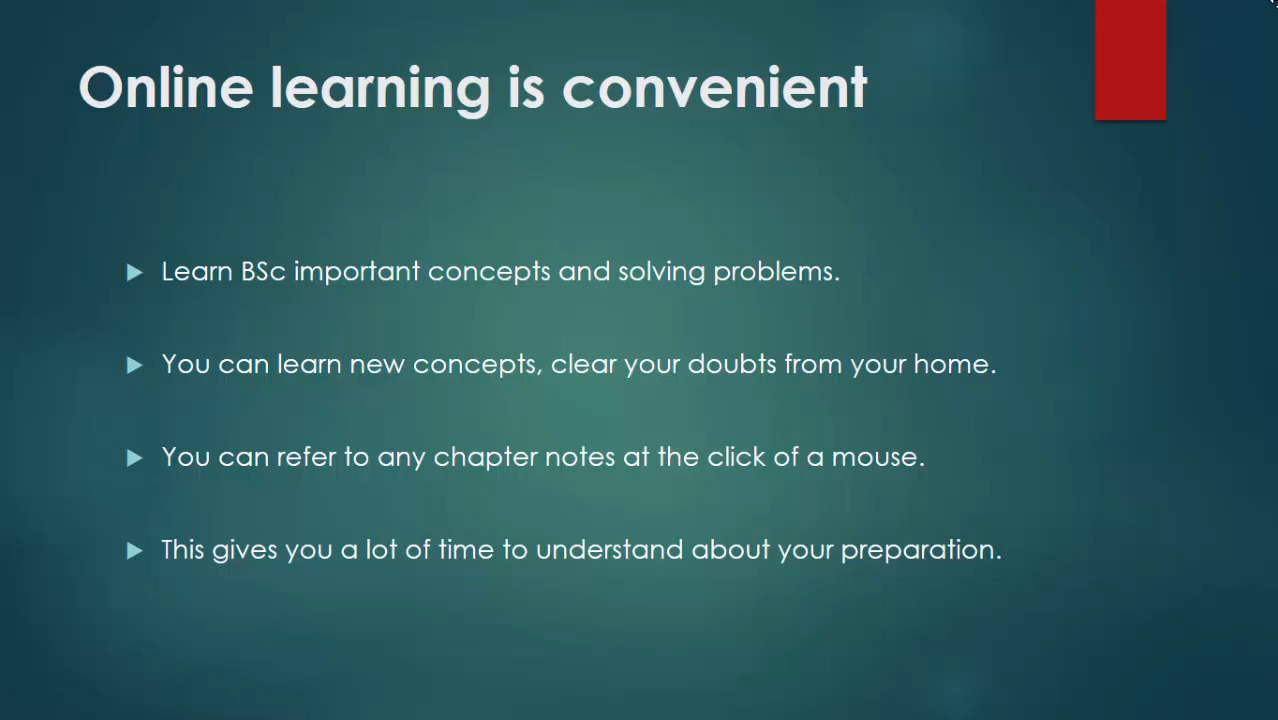 Online learning is convenient
Learn BSc important concepts and solving problems.
You can learn new concepts, clear your doubts from your home.
You can refer to any chapter notes at the click of a mouse.
This gives you a lot of time to understand about your preparation.